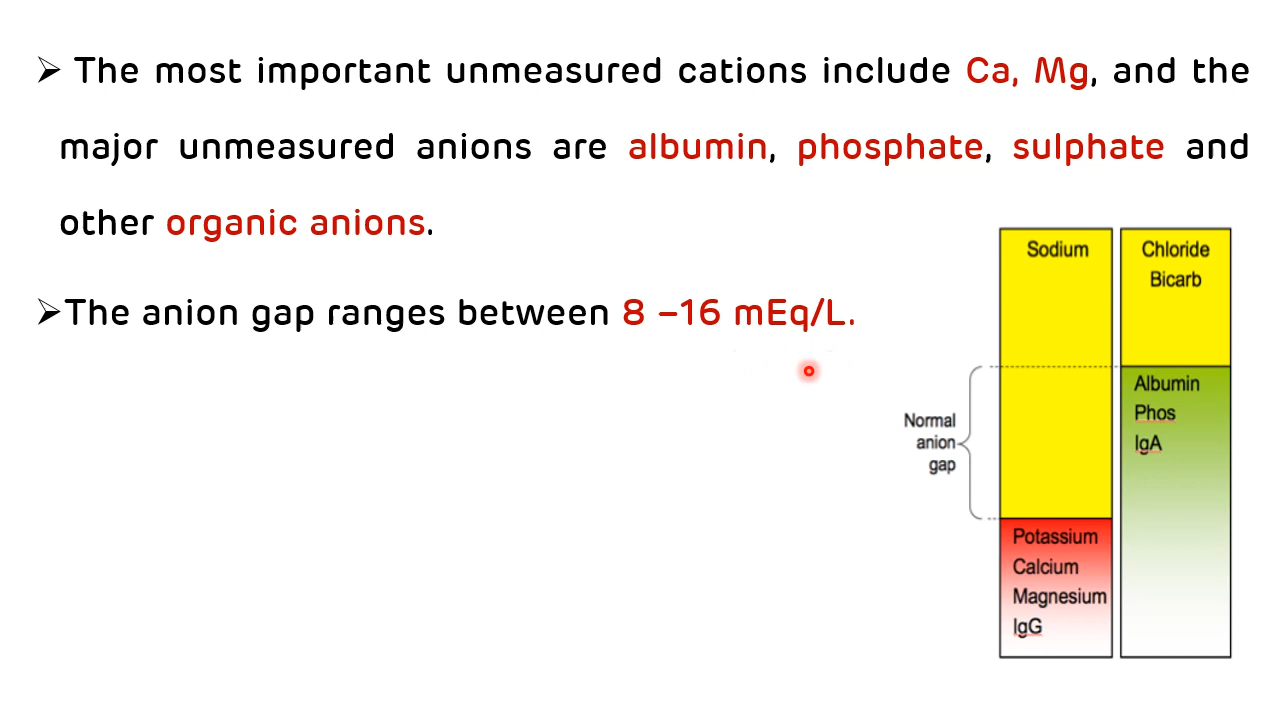 ➢ The most important unmeasured cations include Ca, Mg, and the
major unmeasured anions are albumin, phosphate, sulphate and
other organic anions.
➢The anion gap ranges between 8 –16 mEq/L.
Sodium
Chloride
Bicarb
Normal
anion
gap
Albumin
Phos
IgA
Potassium
Calcium
Magnesium
IgG